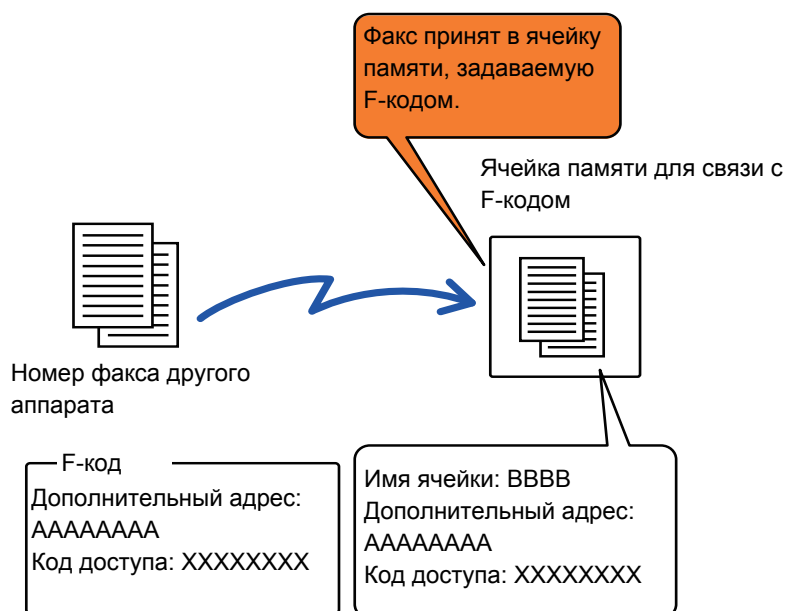 Факс принят в ячейку
памяти, задаваемую
F-кодом.
Ячейка памяти для связи с
F-кодом
Номер факса другого
аппарата
F-код
Дополнительный адрес:
AAAAAAAA
Код доступа: XXXXXXXX
Имя ячейки: BBBB
Дополнительный адрес:
AAAAAAAA
Код доступа: XXXXXXXX